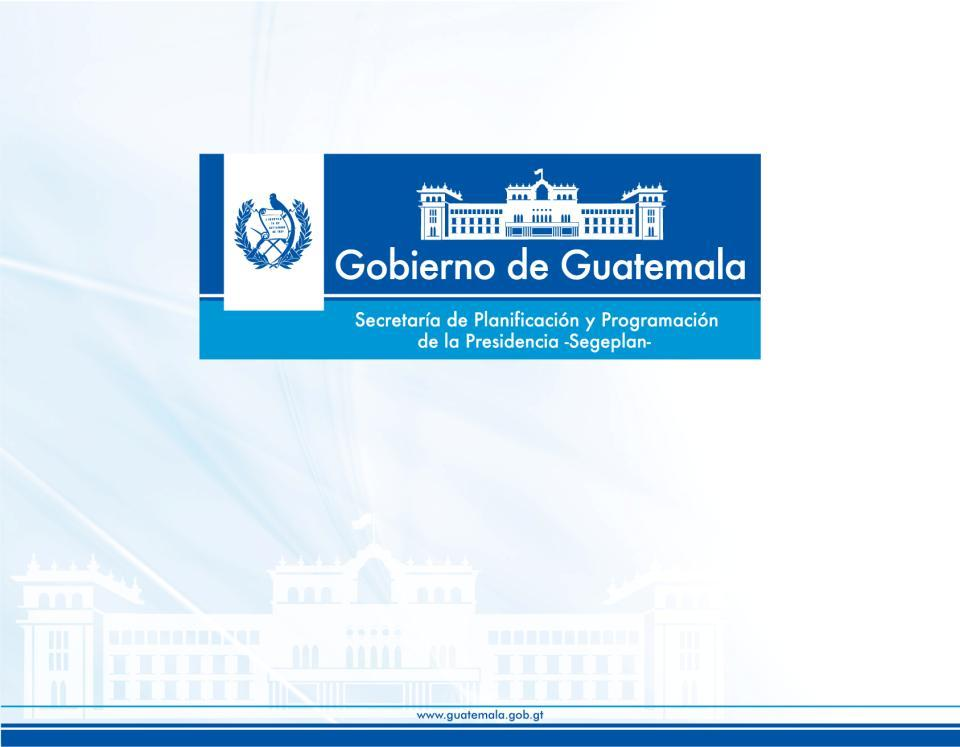 Gobierno de Guatemala
Secretaría de Planificación y Programación
de la Presidencia -Segeplan-
www.guatemala.gob.gt